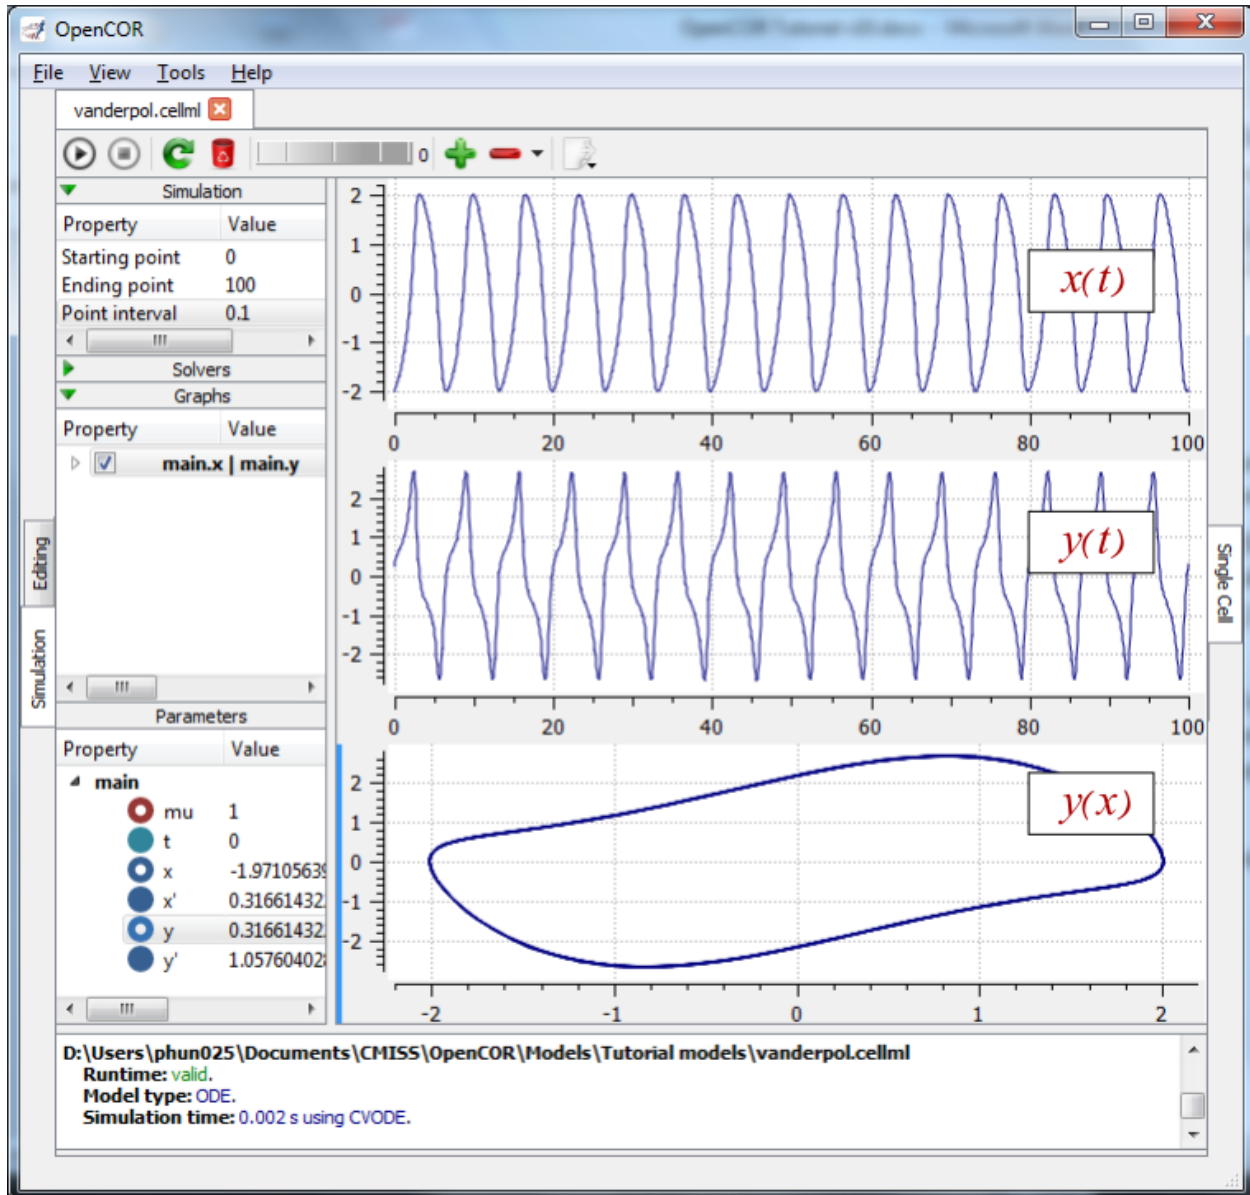 OpenCOR
File View Tools Help
vanderpol.cellml
0
Simulation
Property Value
Starting point 0
Ending point 100
Point interval 0.1
Solvers
Graphs
Property Value
main.x | main.y
Editing
Simulation
Parameters
Property Value
main
mu 1
t 0
x -1.97105639
x' 0.31661432
y 0.31661432
y' 1.05760402
2
1
0
-1
-2
0 20 40 60 80 100
x(t)
2
1
0
-1
-2
0 20 40 60 80 100
y(t)
2
1
0
-1
-2
-2 -1 0 1 2
y(x)
Single Cell
D:\Users\phun025\Documents\CMISS\OpenCOR\Models\Tutorial models\vanderpol.cellml
Runtime: valid.
Model type: ODE.
Simulation time: 0.002 s using CVODE.